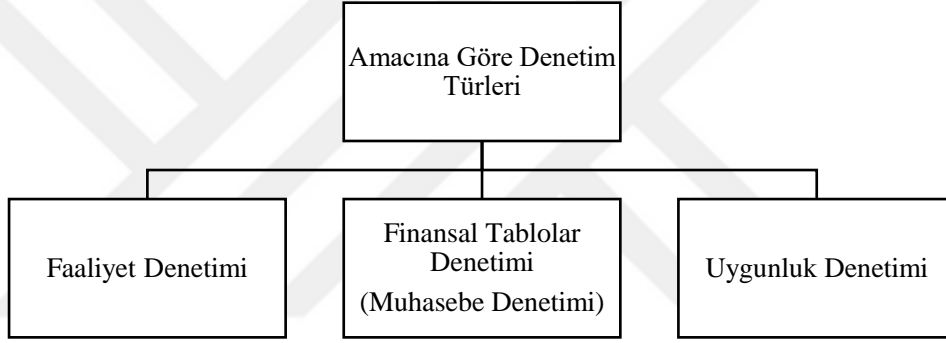 Amacına Göre Denetim
Türleri
Faaliyet Denetimi
Finansal Tablolar
Denetimi
(Muhasebe Denetimi)
Uygunluk Denetimi